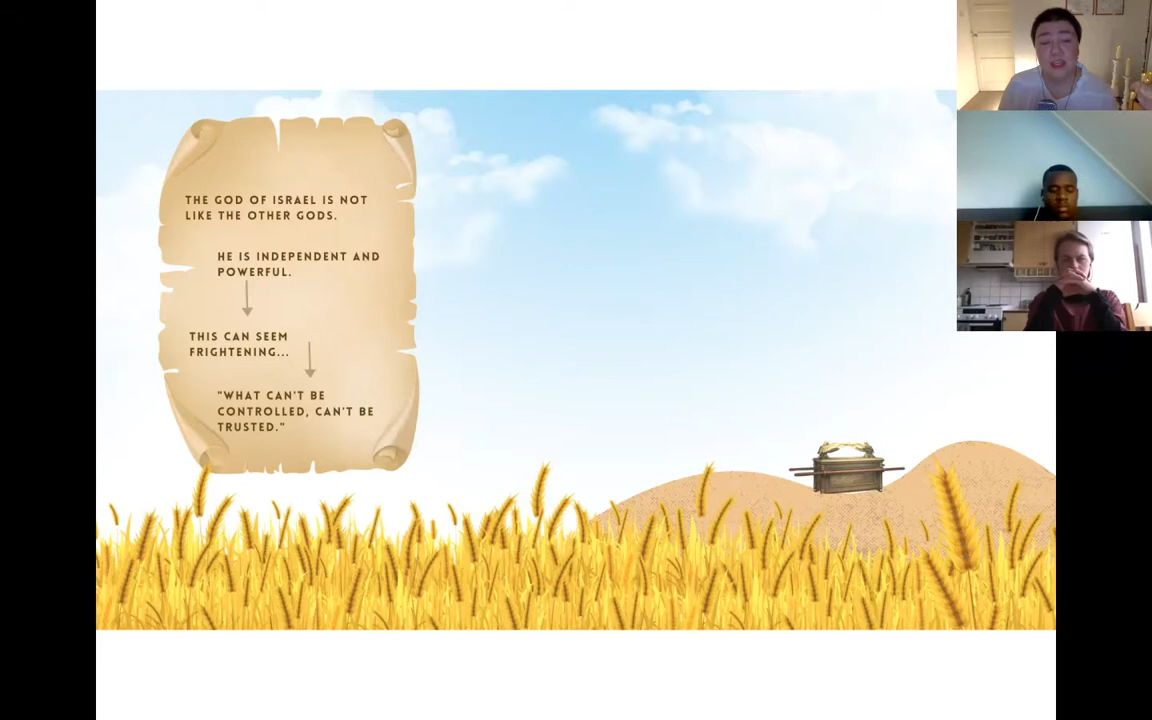 THE GOD OF ISRAEL IS NOT
LIKE THE OTHER GODS.
HE IS INDEPENDENT AND
POWERFUL.
THIS CAN SEEM
FRIGHTENING...
"WHAT CAN'T BE
CONTROLLED, CAN'T BE
TRUSTED."